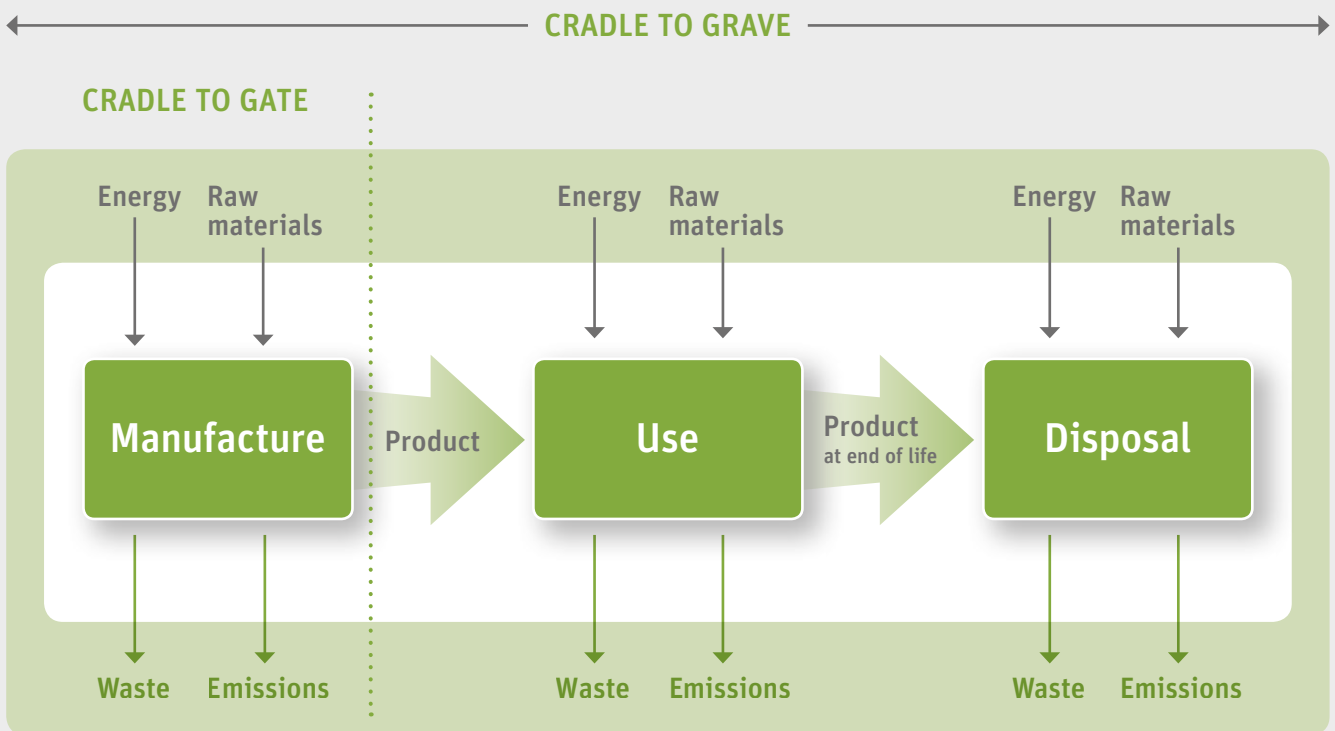 CRADLE TO GRAVE
CRADLE TO GATE
Energy
Raw
materials
Energy
Raw
materials
Energy
Raw
materials
Manufacture
Product
Use
Product
at end of life
Disposal
Waste
Emissions
Waste
Emissions
Waste
Emissions